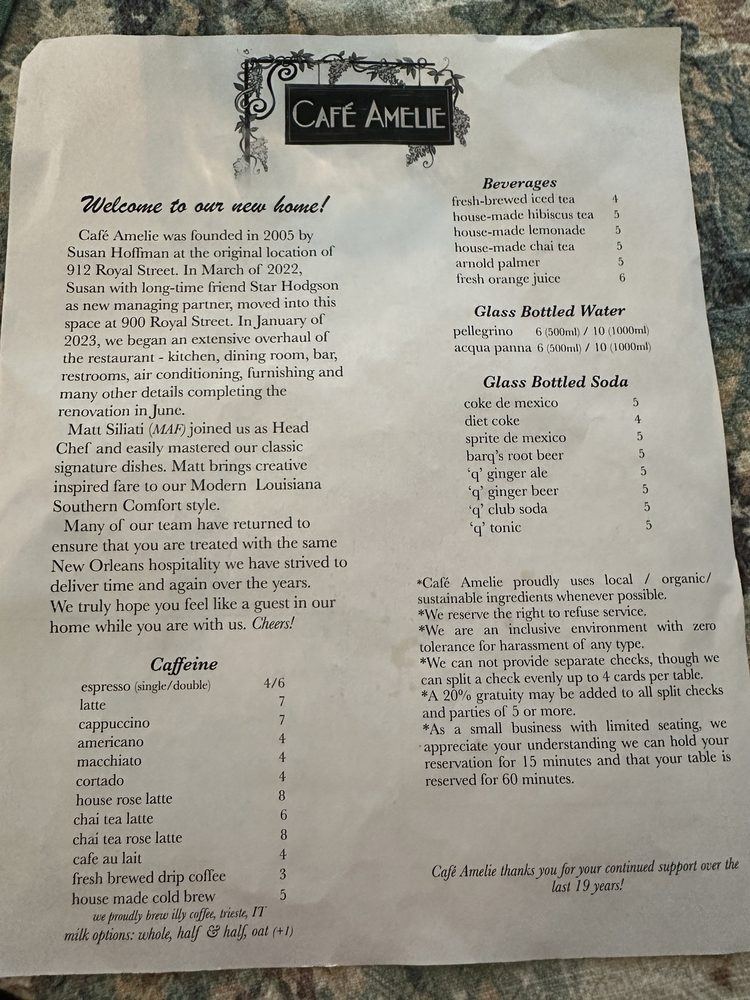 CAFÉ AMELIE
Welcome to our new home!
Café Amelie was founded in 2005 by
Susan Hoffman at the original location of
912 Royal Street. In March of 2022,
Susan with long-time friend Star Hodgson
as new managing partner, moved into this
space at 900 Royal Street. In January of
2023, we began an extensive overhaul of
the restaurant - kitchen, dining room, bar,
restrooms, air conditioning, furnishing and
many other details completing the
renovation in June.
Matt Siliati (MAF) joined us as Head
Chef and easily mastered our classic
signature dishes. Matt brings creative
inspired fare to our Modern Louisiana
Southern Comfort style.
Many of our team have returned to
ensure that you are treated with the same
New Orleans hospitality we have strived to
deliver time and again over the years.
We truly hope you feel like a guest in our
home while you are with us. Cheers!
Caffeine
espresso (single/double) 4/6
latte 7
cappuccino 7
americano 4
macchiato 4
cortado 4
house rose latte 8
chai tea latte 6
chai tea rose latte 8
cafe au lait 4
fresh brewed drip coffee 3
house made cold brew 5
we proudly brew illy coffee, trieste, IT
milk options: whole, half & half, oat (+1)
Beverages
fresh-brewed iced tea 4
house-made hibiscus tea 5
house-made lemonade 5
house-made chai tea 5
arnold palmer 5
fresh orange juice 6
Glass Bottled Water
pellegrino 6 (500ml) / 10 (1000ml)
acqua panna 6 (500ml) / 10 (1000ml)
Glass Bottled Soda
coke de mexico 5
diet coke 4
sprite de mexico 5
barq's root beer 5
'q' ginger ale 5
'q' ginger beer 5
'q' club soda 5
'q' tonic 5
*Café Amelie proudly uses local / organic/
sustainable ingredients whenever possible.
*We reserve the right to refuse service.
*We are an inclusive environment with zero
tolerance for harassment of any type.
*We can not provide separate checks, though we
can split a check evenly up to 4 cards per table.
*A 20% gratuity may be added to all split checks
and parties of 5 or more.
*As a small business with limited seating, we
appreciate your understanding we can hold your
reservation for 15 minutes and that your table is
reserved for 60 minutes.
Café Amelie thanks you for your continued support over the
last 19 years!